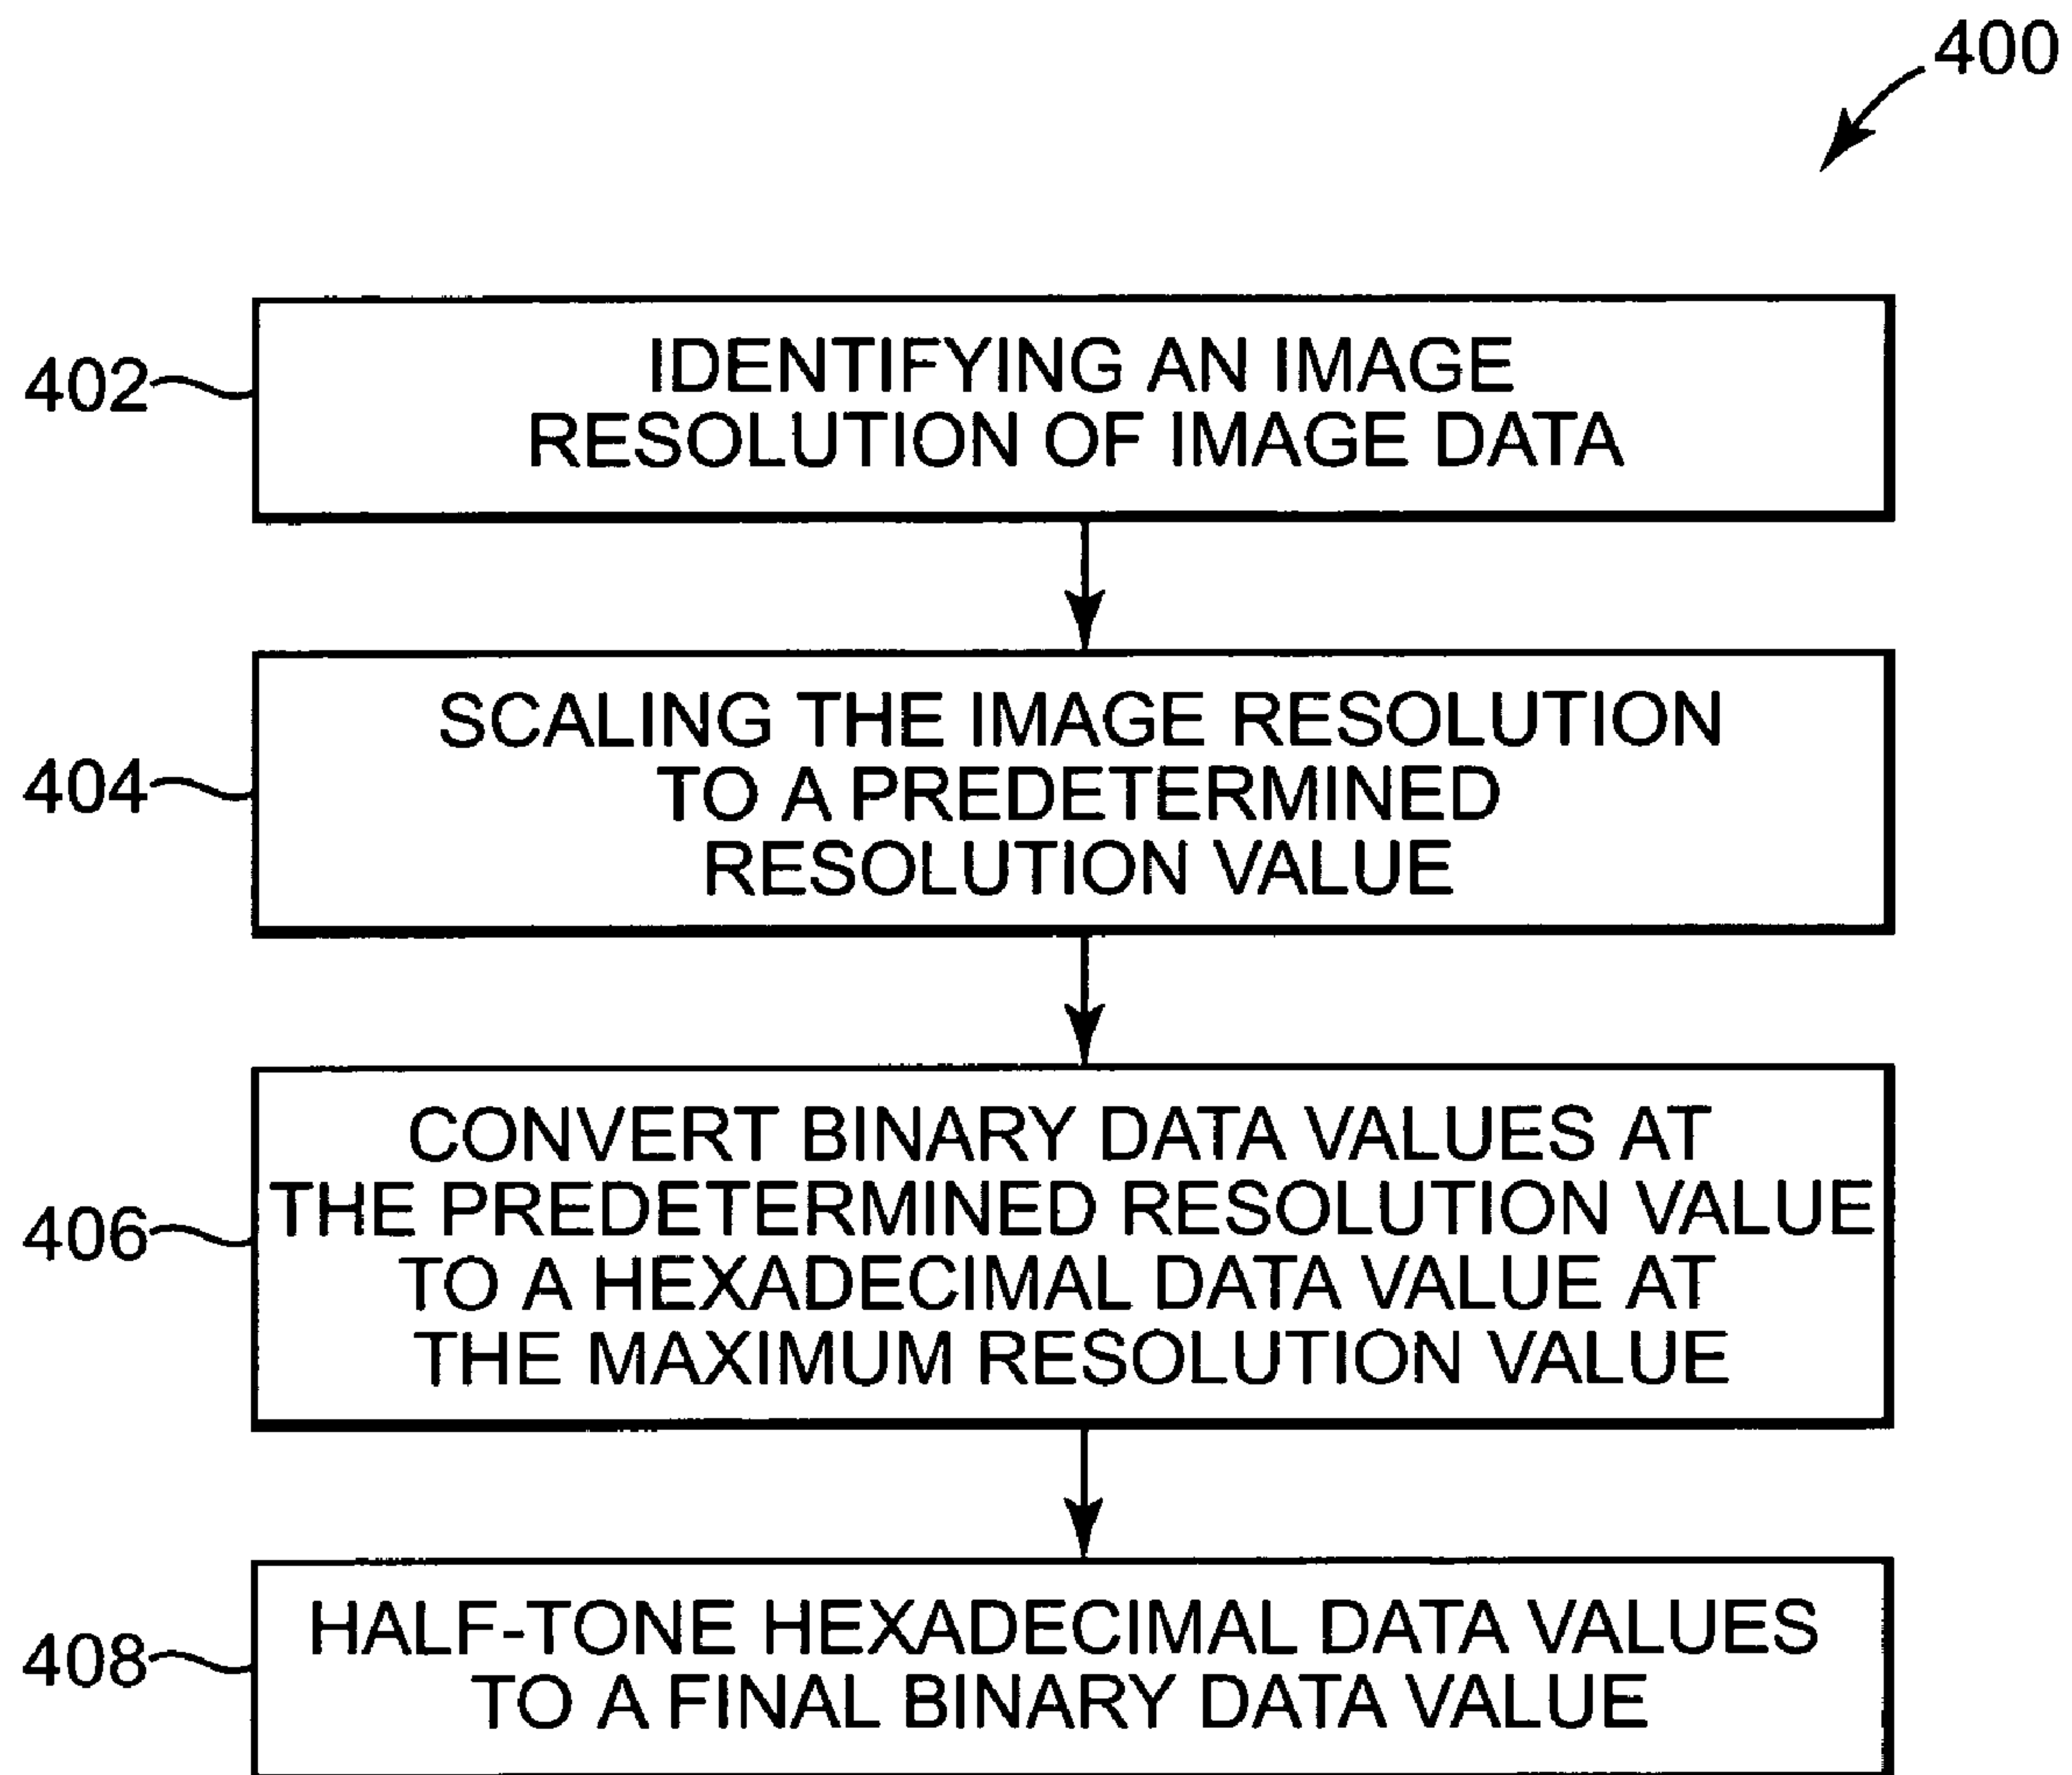 400
402
IDENTIFYING AN IMAGE
RESOLUTION OF IMAGE DATA
404
SCALING THE IMAGE RESOLUTION
TO A PREDETERMINED
RESOLUTION VALUE
406
CONVERT BINARY DATA VALUES AT
THE PREDETERMINED RESOLUTION VALUE
TO A HEXADECIMAL DATA VALUE AT
THE MAXIMUM RESOLUTION VALUE
408
HALF-TONE HEXADECIMAL DATA VALUES
TO A FINAL BINARY DATA VALUE